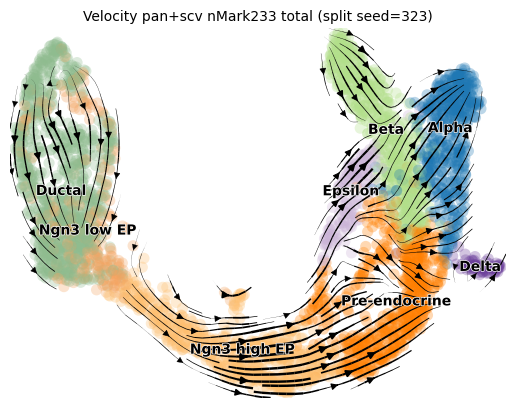 Velocity pan+scv nMark233 total (split seed=323)
Beta
Alpha
Ductal
Epsilon
Ngn3 low EP
Delta
Pre-endocrine
Ngn3 high EP